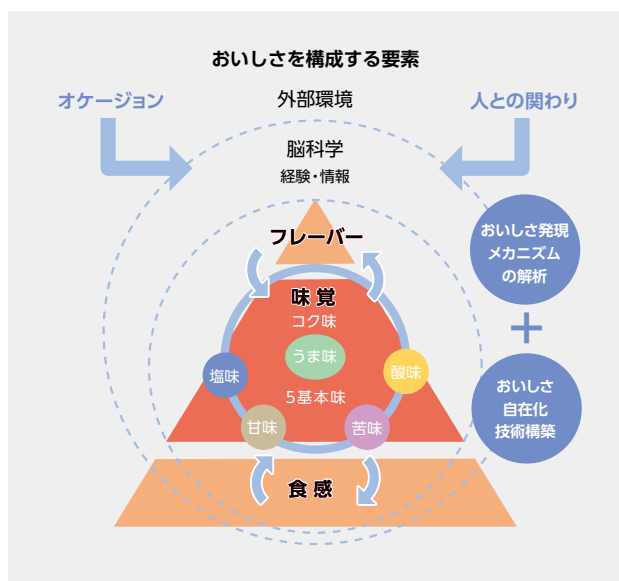 おいしさを構成する要素
オケージョン
外部環境
人との関わり
脳科学
経験・情報
フレーバー
おいしさ発現
メカニズム
の解析
味覚
コク味
うま味
塩味
酸味
5基本味
甘味
苦味
食感
+
おいしさ
自在化
技術構築